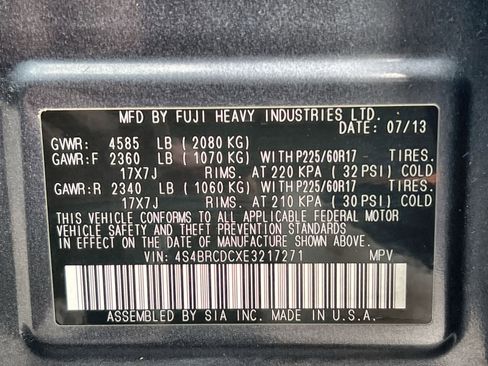 MFD BY FUJI HEAVY INDUSTRIES LTD.
DATE: 07/13
GVWR: 4585 LB ( 2080 KG)
GAWR:F 2360 LB ( 1070 KG) WITH P225/60R17 TIRES.
17X7J RIMS. AT 220 KPA ( 32 PSI) COLD
GAWR:R 2340 LB ( 1060 KG) WITH P225/60R17 TIRES.
17X7J RIMS. AT 210 KPA ( 30 PSI) COLD
THIS VEHICLE CONFORMS TO ALL APPLICABLE FEDERAL MOTOR
VEHICLE SAFETY AND THEFT PREVENTION STANDARDS
IN EFFECT ON THE DATE OF MANUFACTURE SHOWN ABOVE.
VIN: 4S4BRCDCXE3217271 MPV
ASSEMBLED BY SIA INC. MADE IN U.S.A.